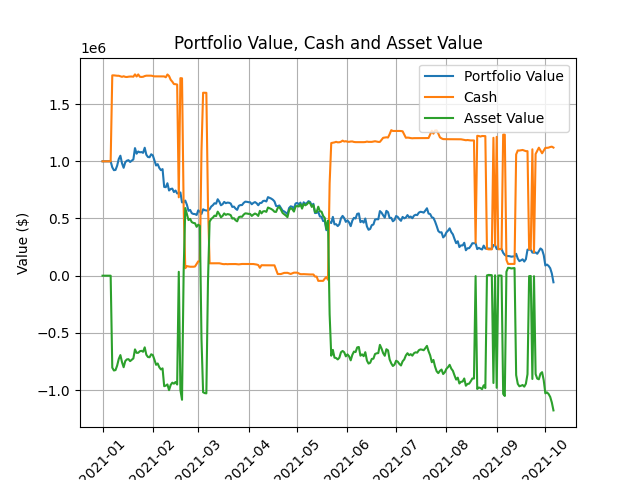 Portfolio Value, Cash and Asset Value
1e6
Portfolio Value
Cash
Asset Value
1.5
1.0
0.5
0.0
−0.5
−1.0
Value ($)
2021-01
2021-02
2021-03
2021-04
2021-05
2021-06
2021-07
2021-08
2021-09
2021-10